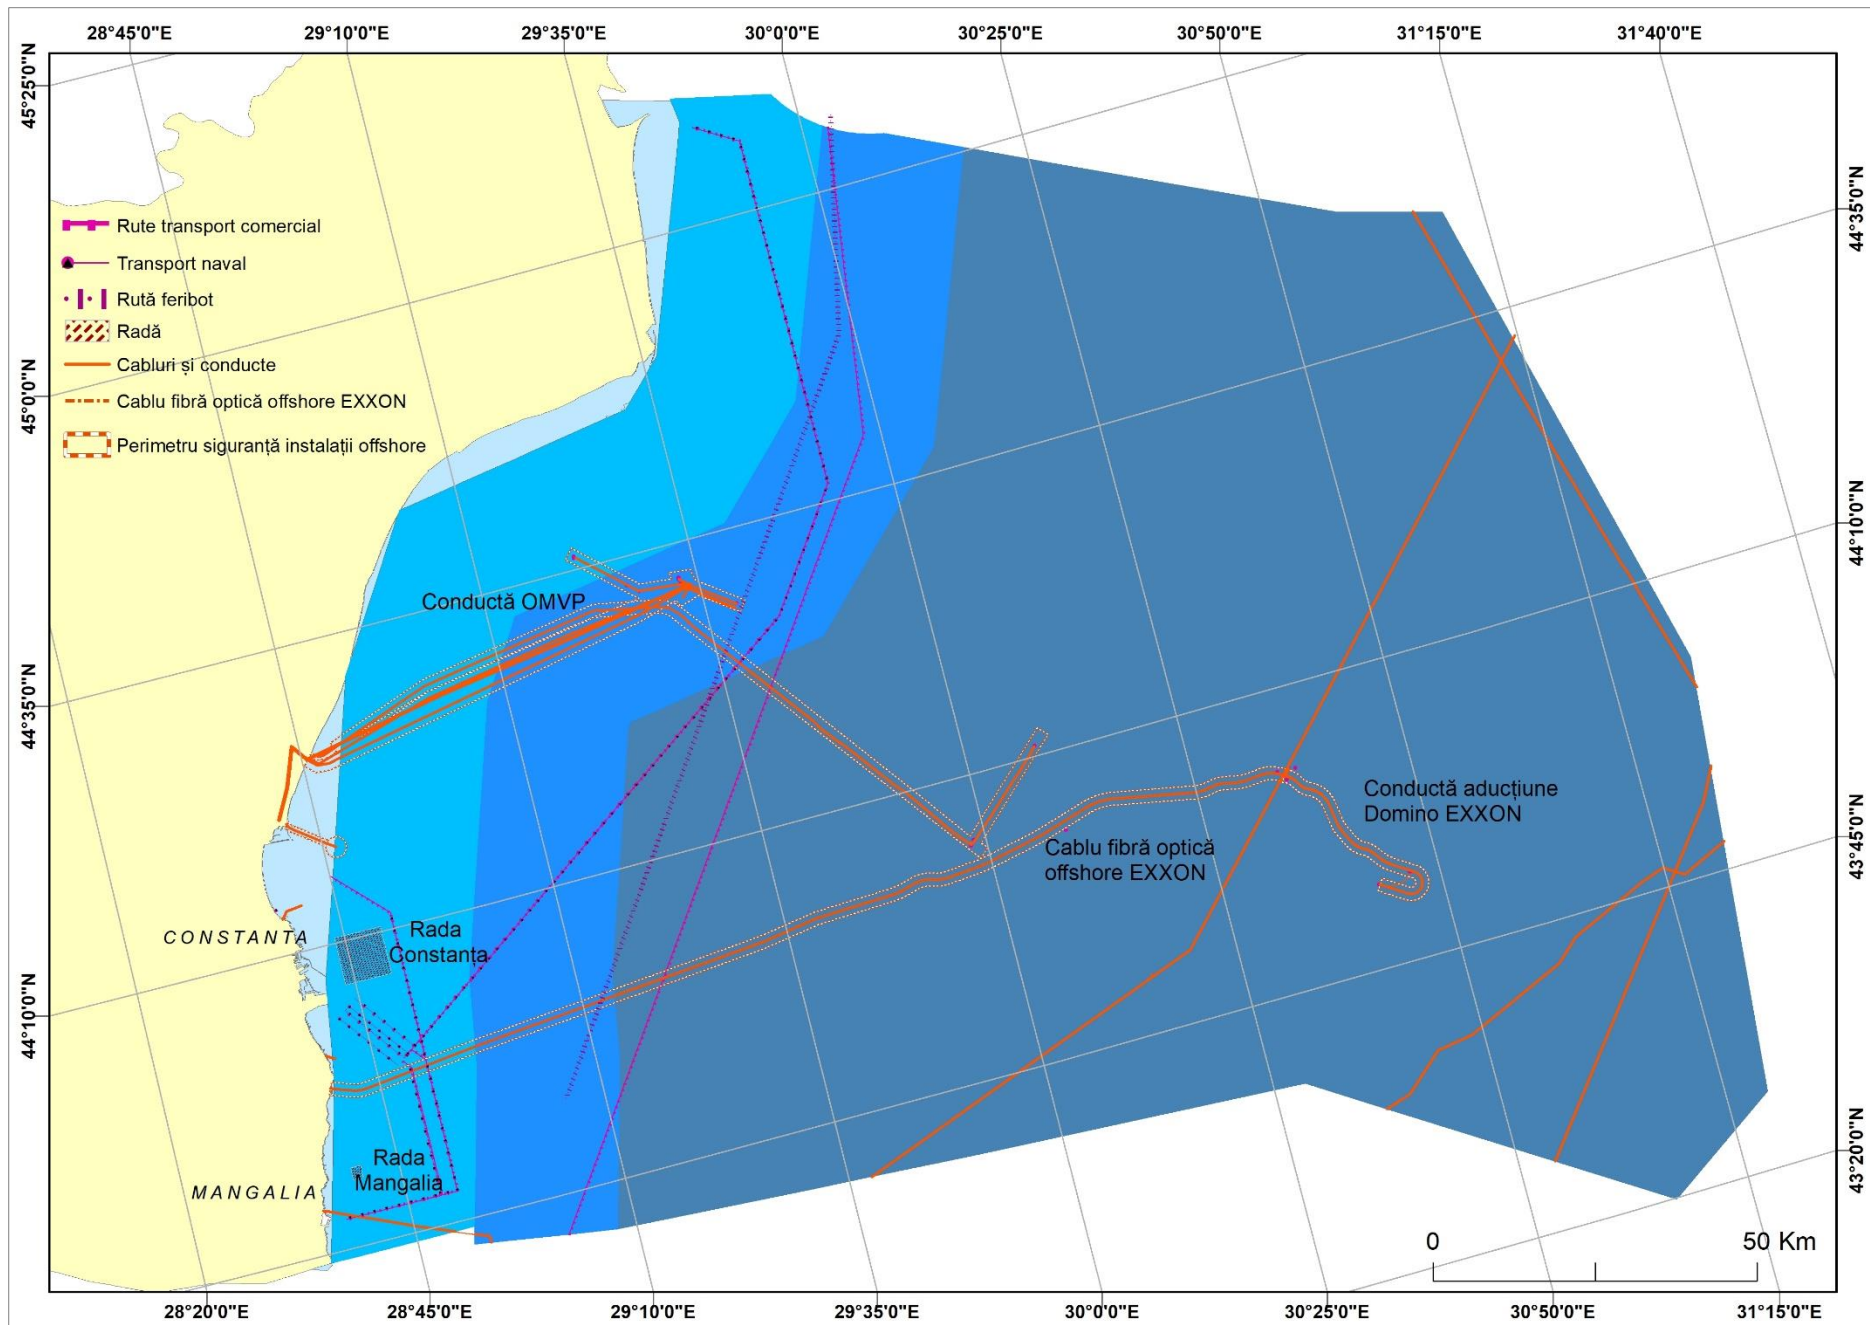 28°45'0"E 29°10'0"E 29°35'0"E 30°0'0"E 30°25'0"E 30°50'0"E 31°15'0"E 31°40'0"E
45°25'0"N
45°0'0"N
44°35'0"N
44°10'0"N
Rute transport comercial
Transport naval
Rută feribot
Radă
Cabluri și conducte
Cablu fibră optică offshore EXXON
Perimetru siguranță instalații offshore
Conductă OMVP
Conductă aducțiune
Domino EXXON
Cablu fibră optică
offshore EXXON
CONSTANTA
Rada
Constanța
MANGALIA
Rada
Mangalia
44°35'0"N
44°10'0"N
43°45'0"N
43°20'0"N
0 50 Km
28°20'0"E 28°45'0"E 29°10'0"E 29°35'0"E 30°0'0"E 30°25'0"E 30°50'0"E 31°15'0"E